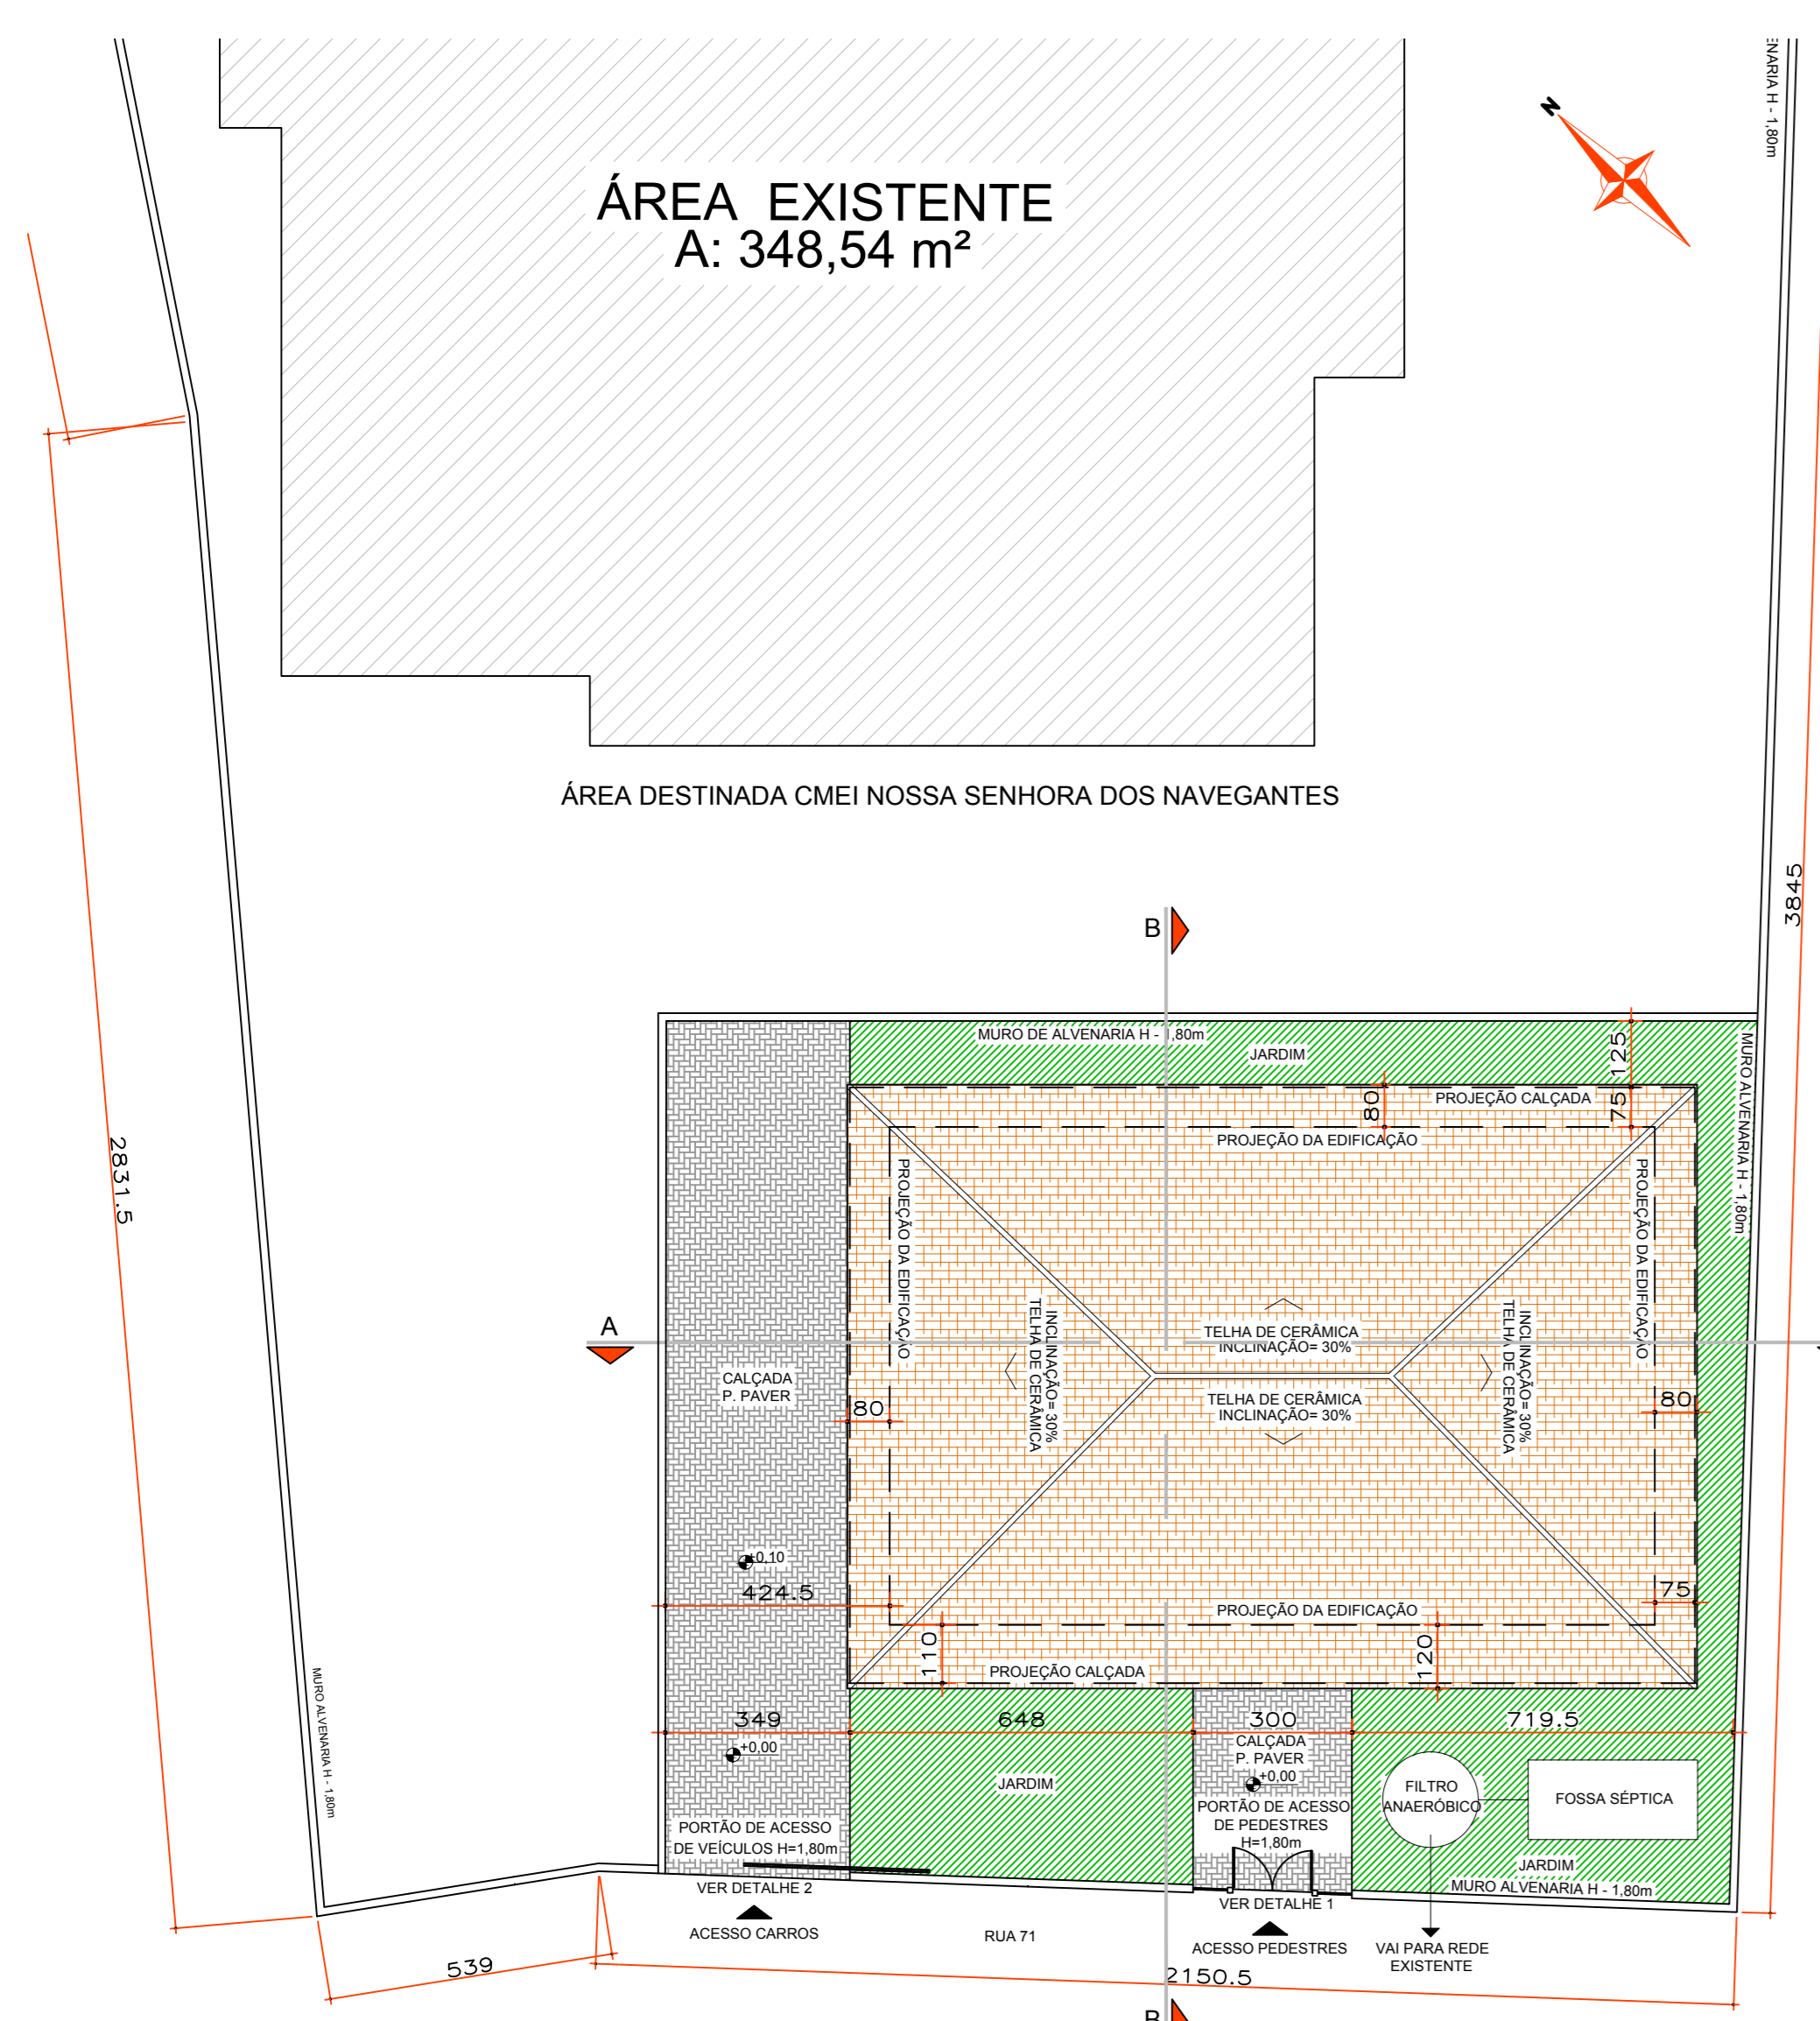 ENARIA H - 1,80m
N
ÁREA EXISTENTE
A: 348,54 m²
ÁREA DESTINADA CMEI NOSSA SENHORA DOS NAVEGANTES
3845
2831.5
B
MURO DE ALVENARIA H - 1,80m
JARDIM
125
MURO ALVENARIA H - 1,80m
80
PROJEÇÃO CALÇADA
75
PROJEÇÃO DA EDIFICAÇÃO
PROJEÇÃO DA EDIFICAÇÃO
PROJEÇÃO DA EDIFICAÇÃO
A
TELHA DE CERÂMICA
INCLINAÇÃO= 30%
TELHA DE CERÂMICA
INCLINAÇÃO= 30%
TELHA DE CERÂMICA
INCLINAÇÃO= 30%
TELHA DE CERÂMICA
INCLINAÇÃO= 30%
CALÇADA
P. PAVER
80
80
+0,10
424.5
75
PROJEÇÃO DA EDIFICAÇÃO
110
120
PROJEÇÃO CALÇADA
349
648
300
719.5
+0,00
CALÇADA
P. PAVER
+0,00
JARDIM
FILTRO
ANAERÓBICO
FOSSA SÉPTICA
PORTÃO DE ACESSO
DE VEÍCULOS H=1,80m
PORTÃO DE ACESSO
DE PEDESTRES
H=1,80m
JARDIM
MURO ALVENARIA H - 1,80m
MURO ALVENARIA H - 1,80m
VER DETALHE 2
VER DETALHE 1
ACESSO CARROS
RUA 71
ACESSO PEDESTRES
VAI PARA REDE
EXISTENTE
539
2150.5
B